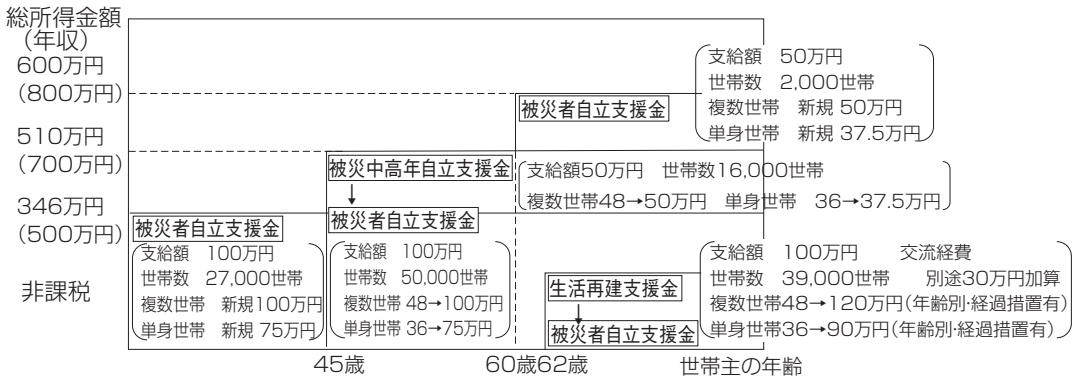 総所得金額
(年収)
600万円
(800万円)
510万円
(700万円)
346万円
(500万円)
非課税
被災者自立支援金
支給額 50万円
世帯数 2,000世帯
複数世帯 新規 50万円
単身世帯 新規 37.5万円
被災中高年自立支援金
↓
被災者自立支援金
支給額50万円 世帯数16,000世帯
複数世帯48→50万円 単身世帯 36→37.5万円
被災者自立支援金
支給額 100万円
世帯数 27,000世帯
複数世帯 新規100万円
単身世帯 新規 75万円
支給額 100万円
世帯数 50,000世帯
複数世帯 48→100万円
単身世帯 36→75万円
生活再建支援金
↓
被災者自立支援金
支給額 100万円 交流経費
世帯数 39,000世帯 別途30万円加算
複数世帯48→120万円(年齢別・経過措置有)
単身世帯36→90万円(年齢別・経過措置有)
45歳 60歳62歳 世帯主の年齢